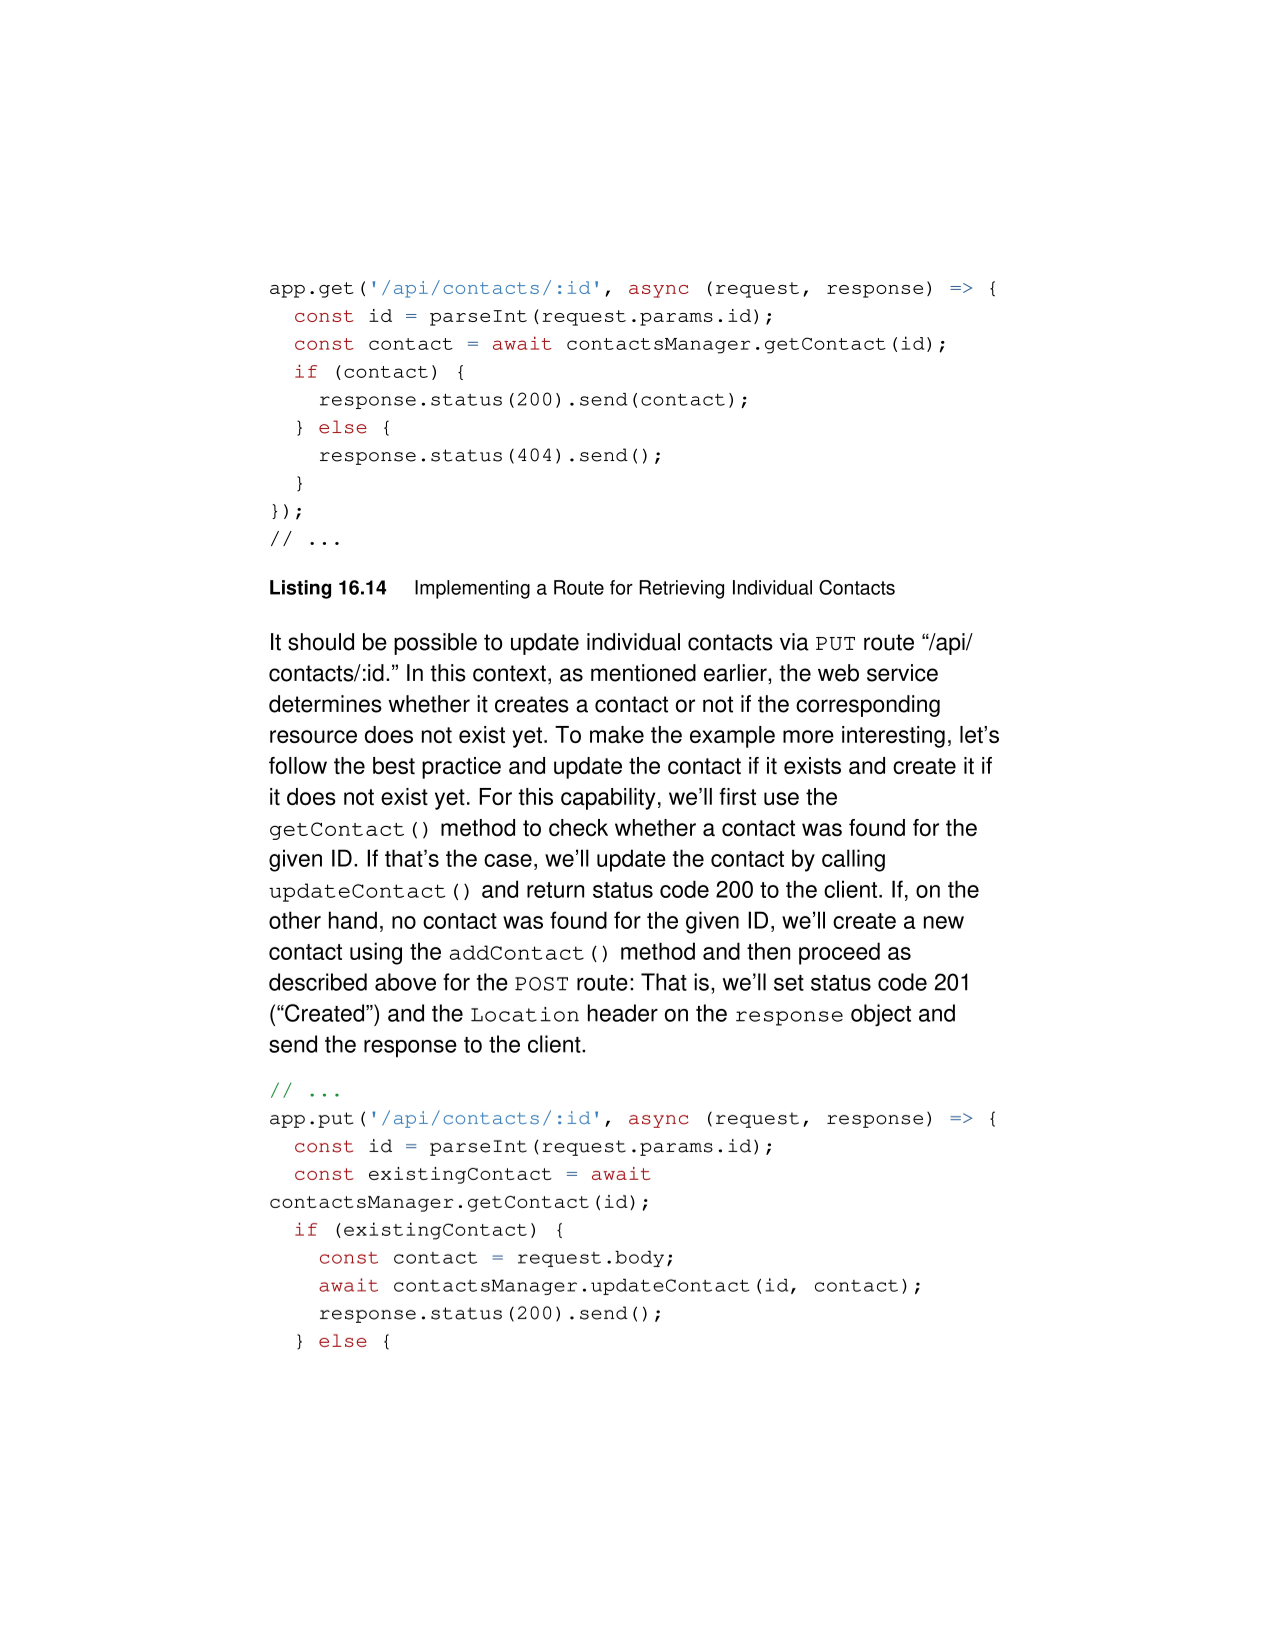 app.get('/api/contacts/:id', async (request, response) => {
  const id = parseInt(request.params.id);
  const contact = await contactsManager.getContact(id);
  if (contact) {
    response.status(200).send(contact);
  } else {
    response.status(404).send();
  }
});
// ...
Listing 16.14 Implementing a Route for Retrieving Individual Contacts
It should be possible to update individual contacts via PUT route “/api/
contacts/:id.” In this context, as mentioned earlier, the web service
determines whether it creates a contact or not if the corresponding
resource does not exist yet. To make the example more interesting, let’s
follow the best practice and update the contact if it exists and create it if
it does not exist yet. For this capability, we’ll first use the
getContact() method to check whether a contact was found for the
given ID. If that’s the case, we’ll update the contact by calling
updateContact() and return status code 200 to the client. If, on the
other hand, no contact was found for the given ID, we’ll create a new
contact using the addContact() method and then proceed as
described above for the POST route: That is, we’ll set status code 201
(“Created”) and the Location header on the response object and
send the response to the client.
// ...
app.put('/api/contacts/:id', async (request, response) => {
  const id = parseInt(request.params.id);
  const existingContact = await
contactsManager.getContact(id);
  if (existingContact) {
    const contact = request.body;
    await contactsManager.updateContact(id, contact);
    response.status(200).send();
  } else {